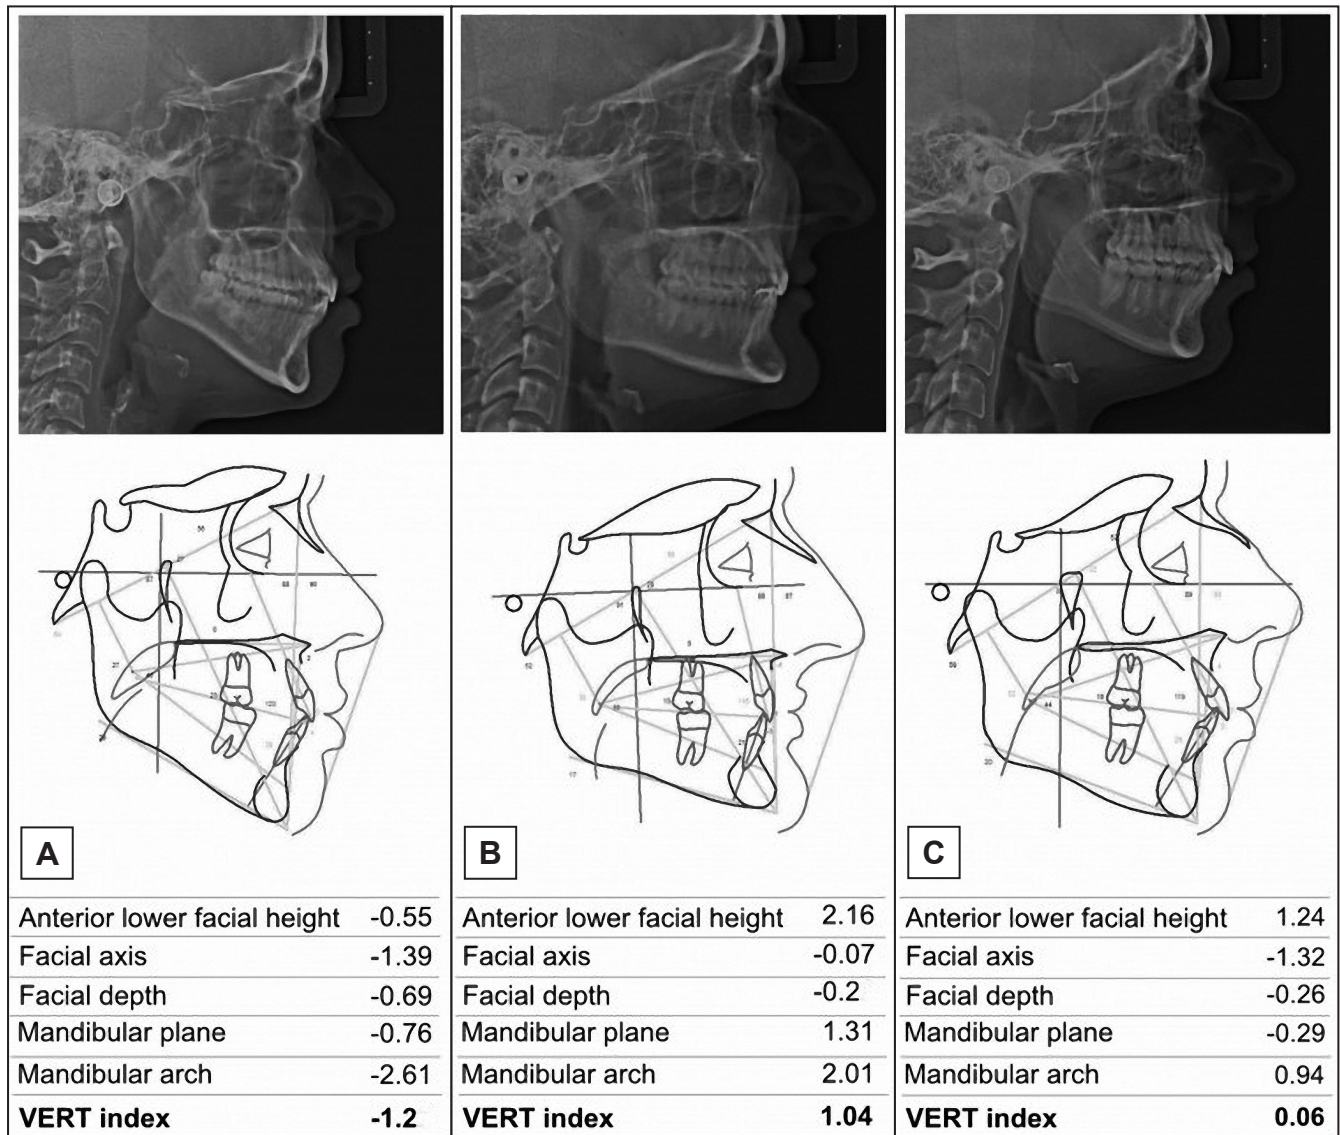 A
Anterior lower facial height -0.55
Facial axis -1.39
Facial depth -0.69
Mandibular plane -0.76
Mandibular arch -2.61
VERT index -1.2
B
Anterior lower facial height 2.16
Facial axis -0.07
Facial depth -0.2
Mandibular plane 1.31
Mandibular arch 2.01
VERT index 1.04
C
Anterior lower facial height 1.24
Facial axis -1.32
Facial depth -0.26
Mandibular plane -0.29
Mandibular arch 0.94
VERT index 0.06